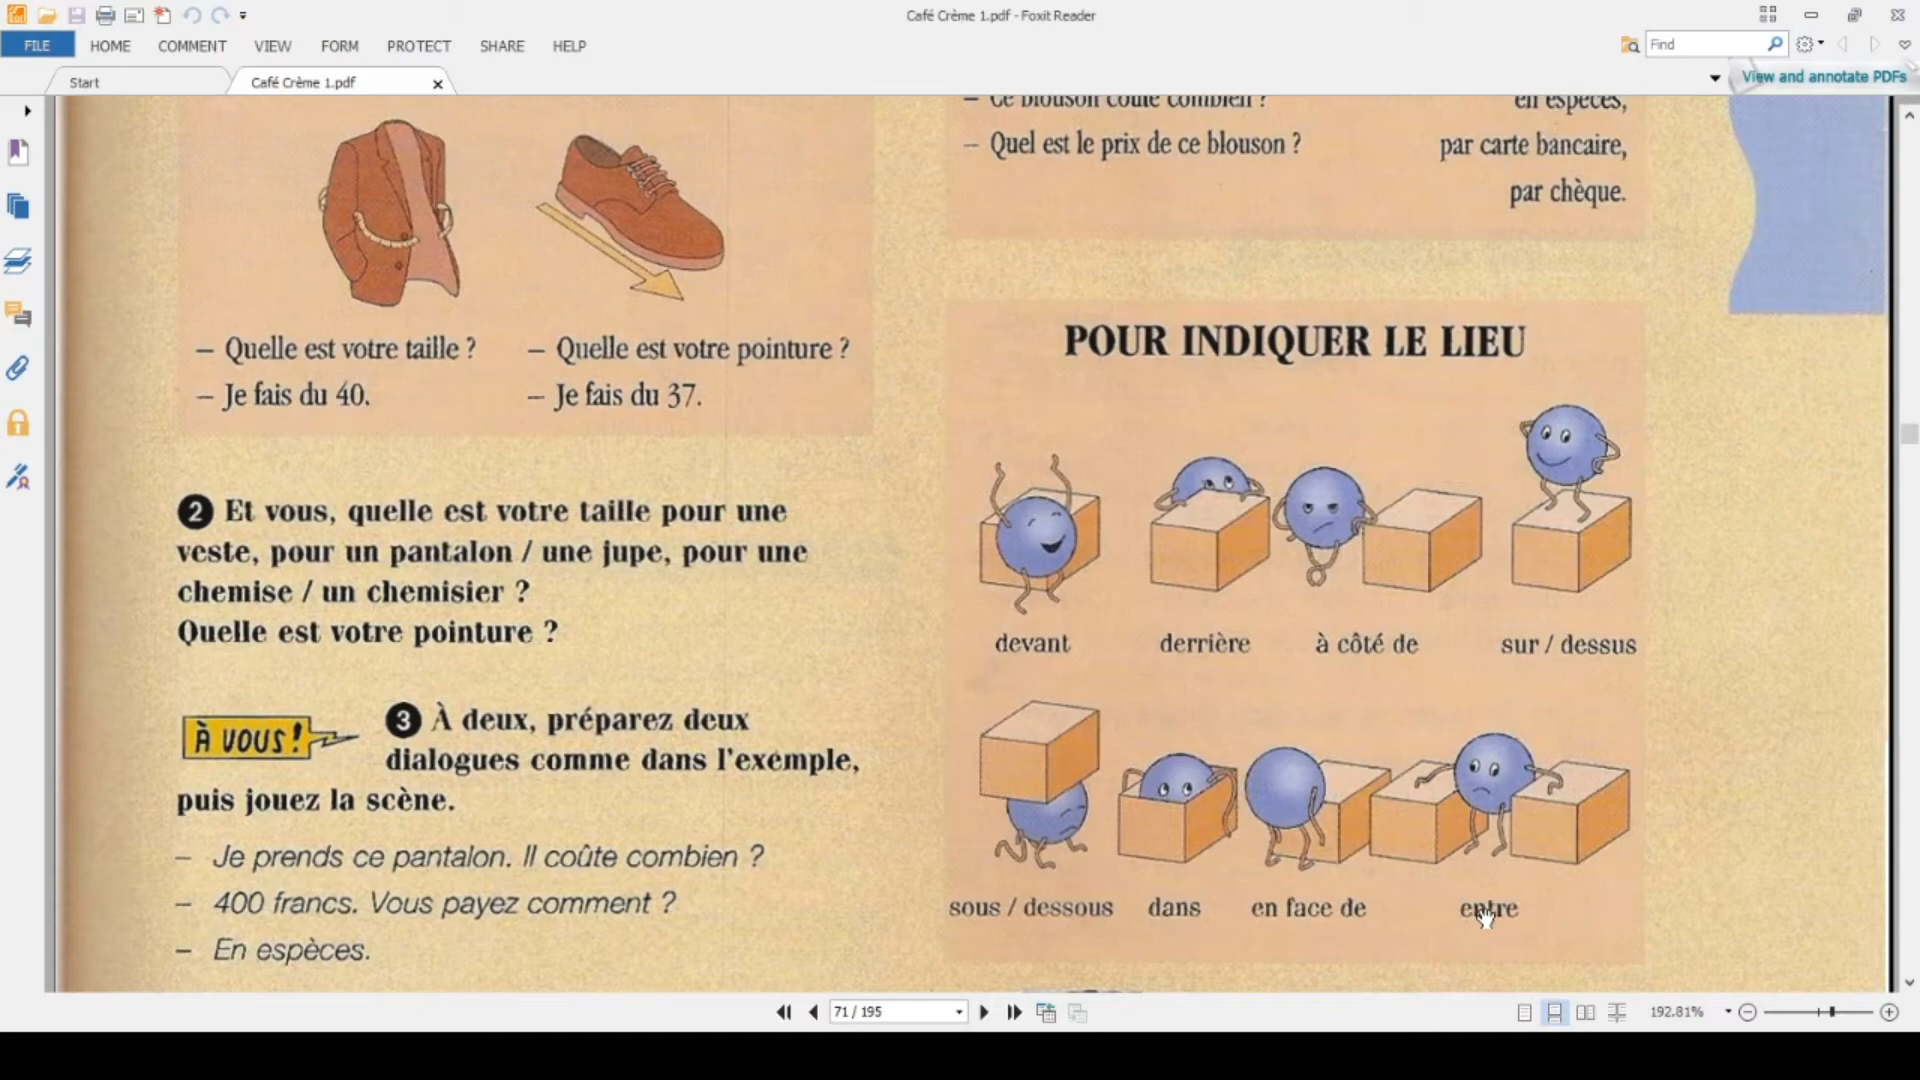 Café Crème 1.pdf - Foxit Reader
FILE HOME COMMENT VIEW FORM PROTECT SHARE HELP
Find
Start
Café Crème 1.pdf
View and annotate PDFs
– Quelle est votre taille ?
– Je fais du 40.
– Quelle est votre pointure ?
– Je fais du 37.
2 Et vous, quelle est votre taille pour une
veste, pour un pantalon / une jupe, pour une
chemise / un chemisier ?
Quelle est votre pointure ?
À VOUS!
3 À deux, préparez deux
dialogues comme dans l'exemple,
puis jouez la scène.
– Je prends ce pantalon. Il coûte combien ?
– 400 francs. Vous payez comment ?
– En espèces.
– Ce blouson coûte combien ?
– Quel est le prix de ce blouson ?
en espèces,
par carte bancaire,
par chèque.
POUR INDIQUER LE LIEU
devant derrière à côté de sur / dessus
sous / dessous dans en face de entre
71 / 195
192.81%